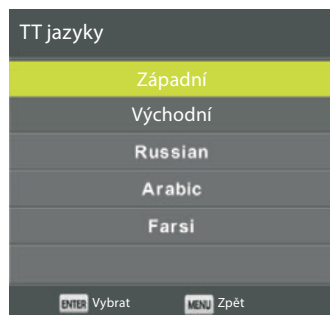 TT jazyky
Západní
Východní
Russian
Arabic
Farsi
ENTER Vybrat MENU Zpět